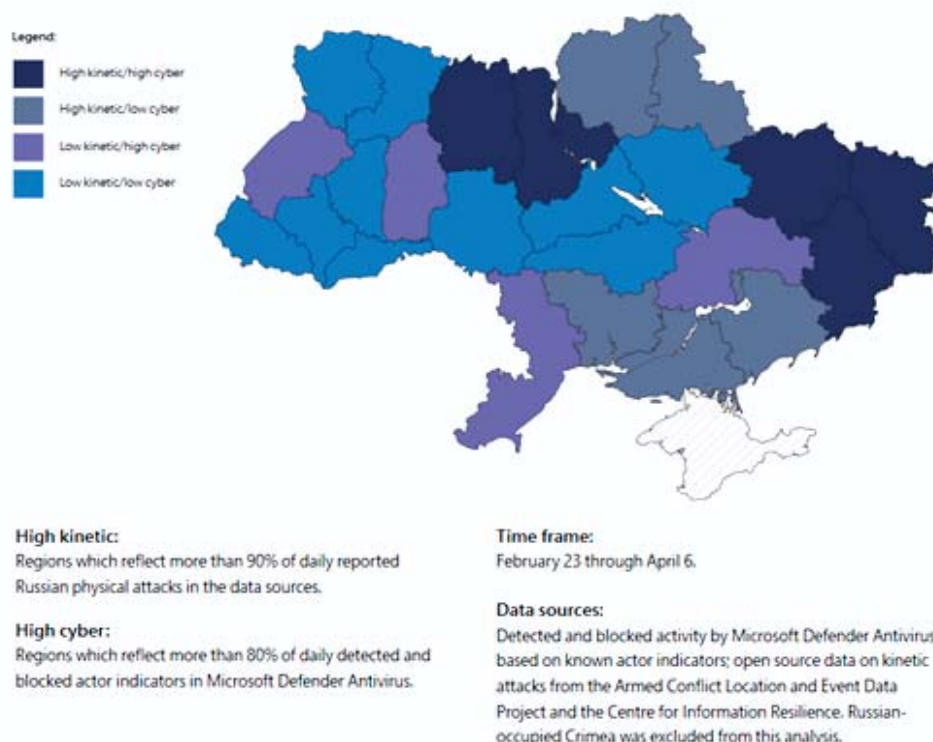 Legend:
High kinetic/high cyber
High kinetic/low cyber
Low kinetic/high cyber
Low kinetic/low cyber
High kinetic:
Regions which reflect more than 90% of daily reported
Russian physical attacks in the data sources.
High cyber:
Regions which reflect more than 80% of daily detected and
blocked actor indicators in Microsoft Defender Antivirus.
Time frame:
February 23 through April 6.
Data sources:
Detected and blocked activity by Microsoft Defender Antivirus
based on known actor indicators; open source data on kinetic
attacks from the Armed Conflict Location and Event Data
Project and the Centre for Information Resilience. Russian-
occupied Crimea was excluded from this analysis.